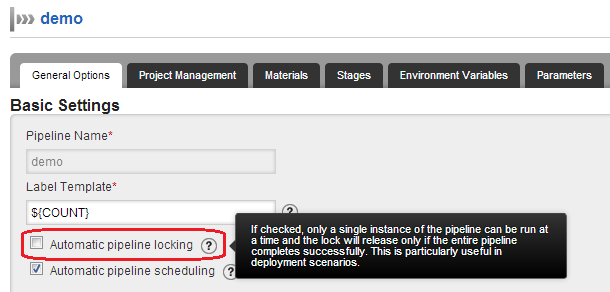 demo
General Options
Project Management
Materials
Stages
Environment Variables
Parameters
Basic Settings
Pipeline Name*
demo
Label Template*
${COUNT}
?
Automatic pipeline locking
?
If checked, only a single instance of the pipeline can be run
at a time and the lock will release only if the entire pipeline
completes successfully. This is particularly useful in
deployment scenarios.
Automatic pipeline scheduling
?